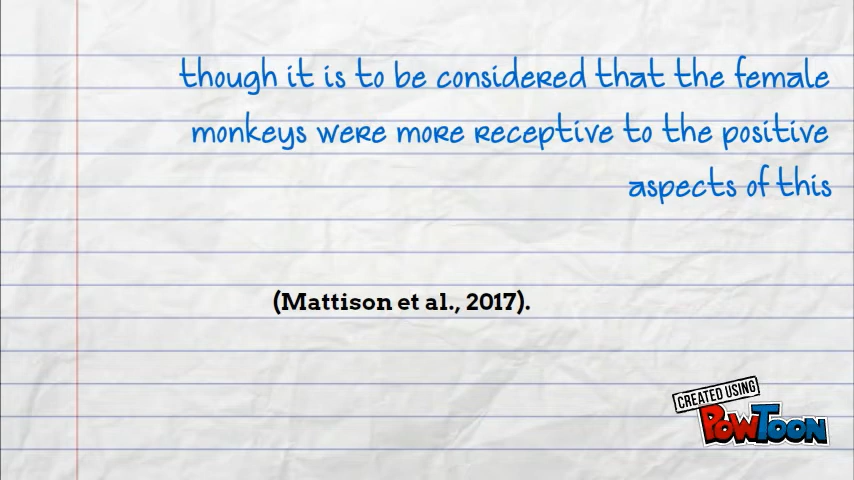 though it is to be considered that the female
monkeys were more receptive to the positive
aspects of this
(Mattison et al., 2017).
CREATED USING
POWTOON